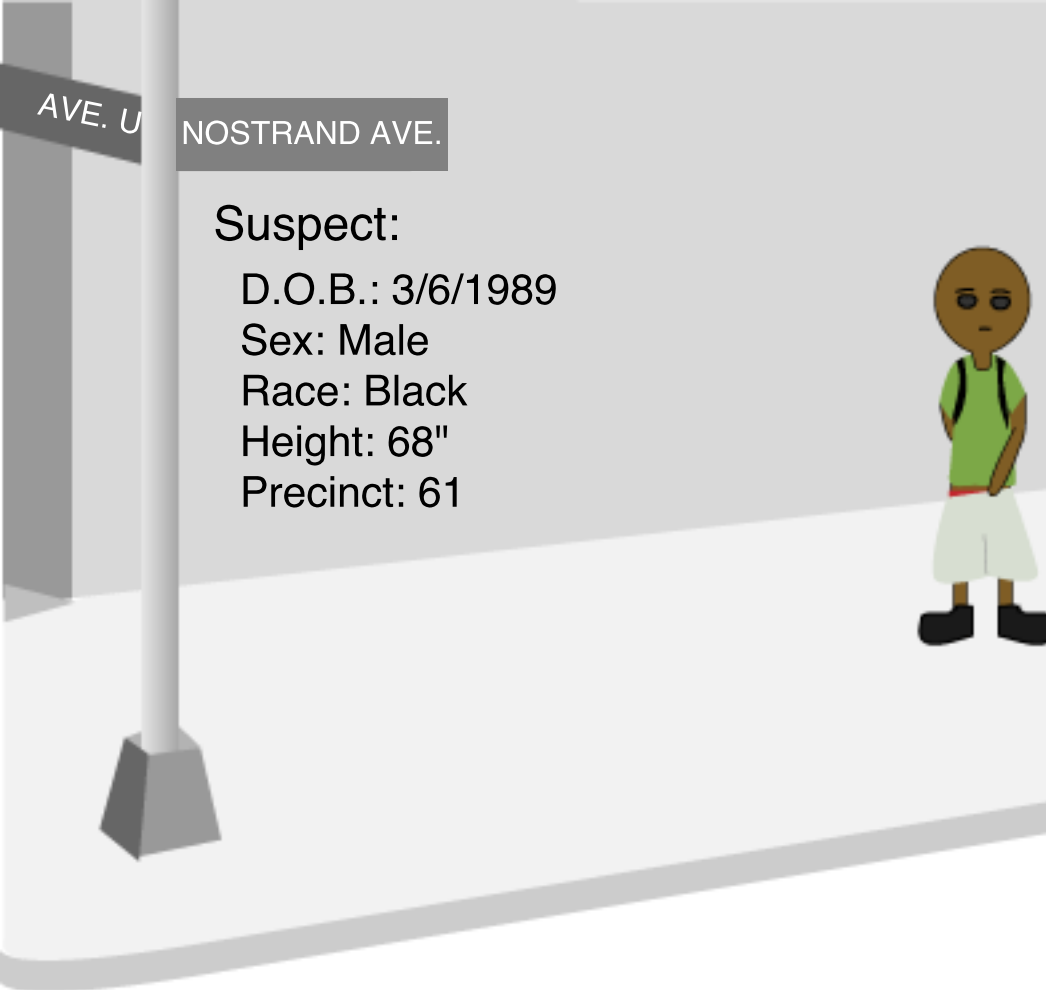 AVE. U
NOSTRAND AVE.
Suspect:
D.O.B.: 3/6/1989
Sex: Male
Race: Black
Height: 68"
Precinct: 61